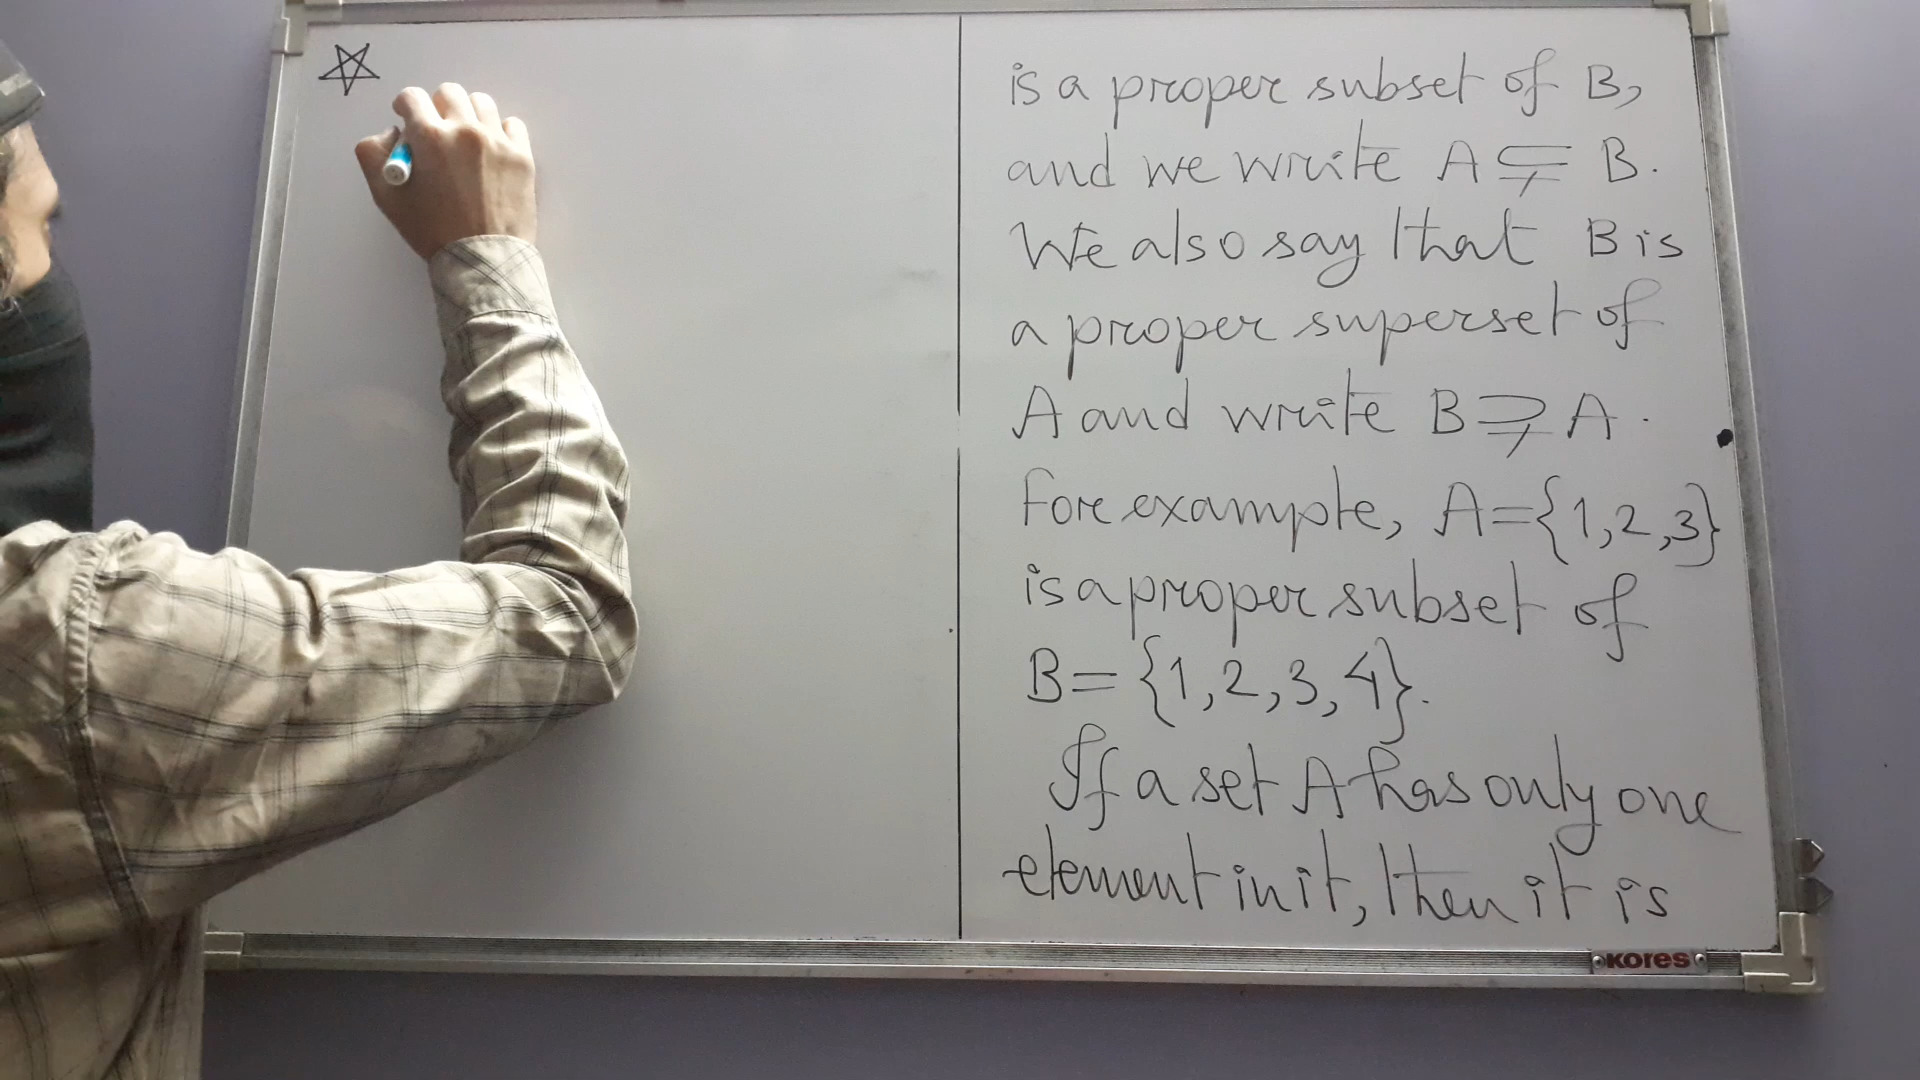 is a proper subset of B,
and we write A ⊊ B.
We also say that B is
a proper superset of
A and write B ⊋ A.
For example, A={1,2,3}
is a proper subset of
B={1,2,3,4}.
If a set A has only one
element in it, then it is
KORES